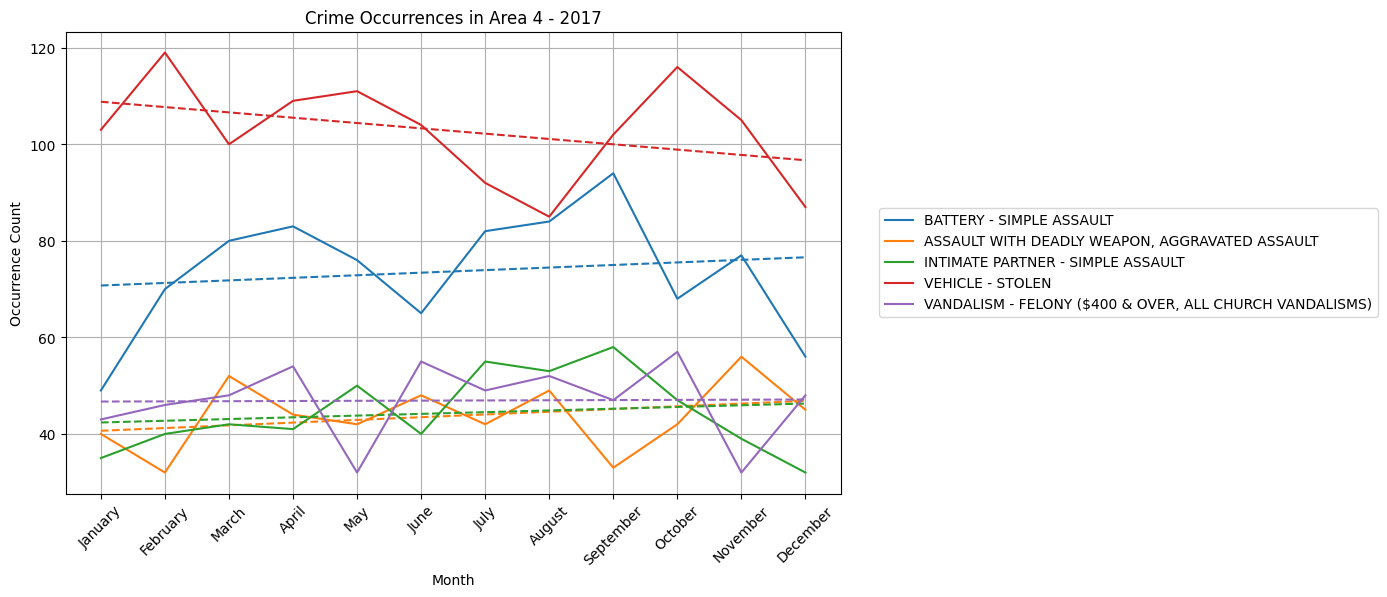 Crime Occurrences in Area 4 - 2017
Occurrence Count
120
100
80
60
40
January
February
March
April
May
June
July
August
September
October
November
December
Month
BATTERY - SIMPLE ASSAULT
ASSAULT WITH DEADLY WEAPON, AGGRAVATED ASSAULT
INTIMATE PARTNER - SIMPLE ASSAULT
VEHICLE - STOLEN
VANDALISM - FELONY ($400 & OVER, ALL CHURCH VANDALISMS)